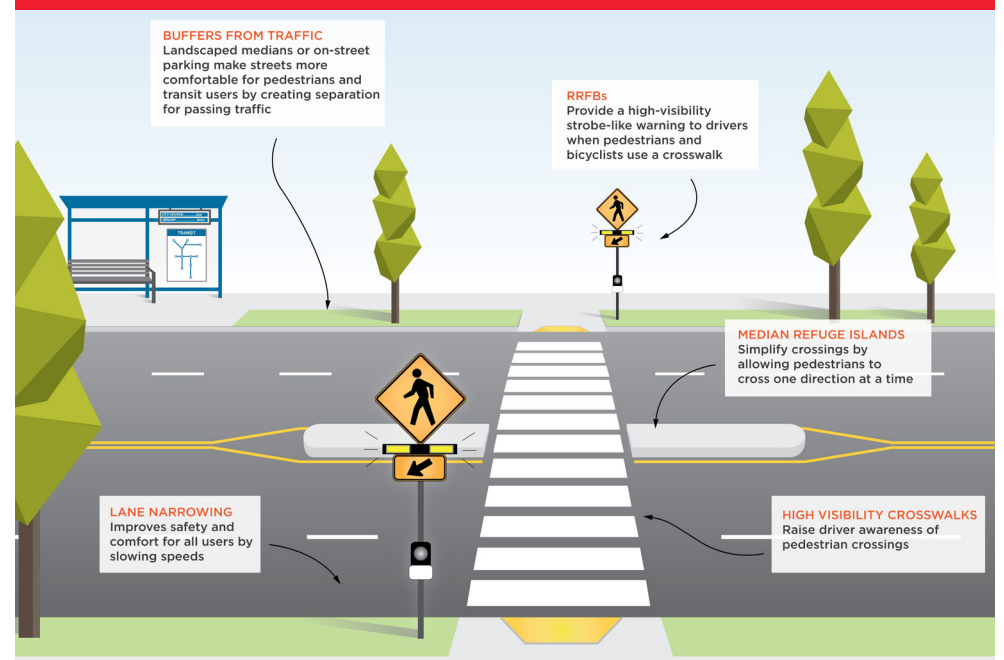 BUFFERS FROM TRAFFIC
Landscaped medians or on-street
parking make streets more
comfortable for pedestrians and
transit users by creating separation
for passing traffic
RRFBs
Provide a high-visibility
strobe-like warning to drivers
when pedestrians and
bicyclists use a crosswalk
CITY CENTER
TRANSIT
MEDIAN REFUGE ISLANDS
Simplify crossings by
allowing pedestrians to
cross one direction at a time
LANE NARROWING
Improves safety and
comfort for all users by
slowing speeds
HIGH VISIBILITY CROSSWALKS
Raise driver awareness of
pedestrian crossings